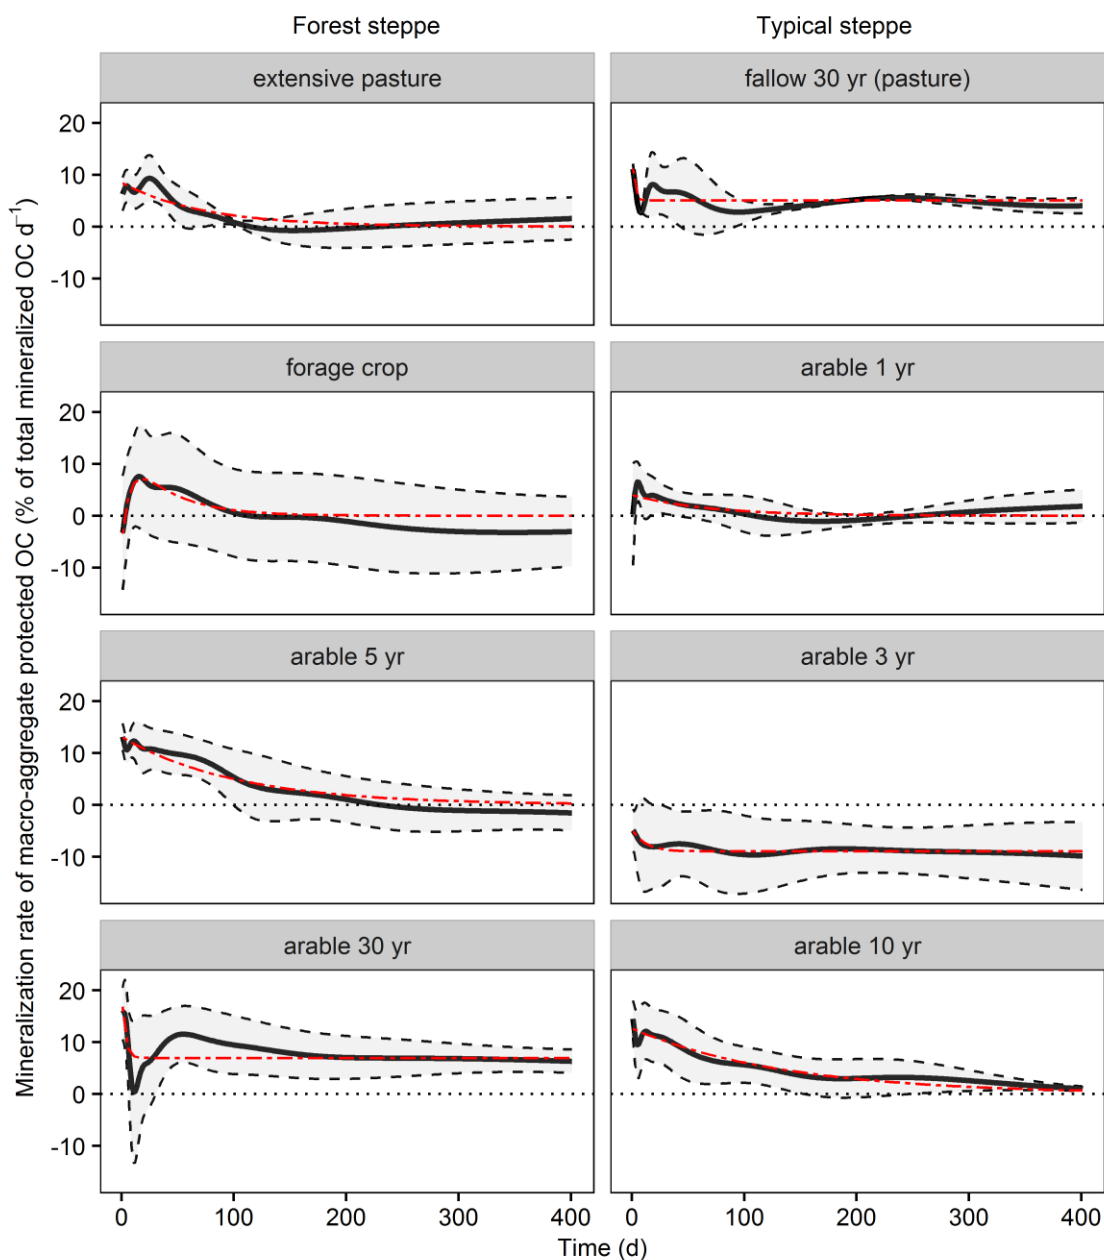 Forest steppe
Typical steppe
extensive pasture
fallow 30 yr (pasture)
20
10
0
-10
forage crop
arable 1 yr
20
10
0
-10
arable 5 yr
arable 3 yr
20
10
0
-10
arable 30 yr
arable 10 yr
20
10
0
-10
0 100 200 300 400
0 100 200 300 400
Time (d)
Mineralization rate of macro-aggregate protected OC (% of total mineralized OC d⁻¹)